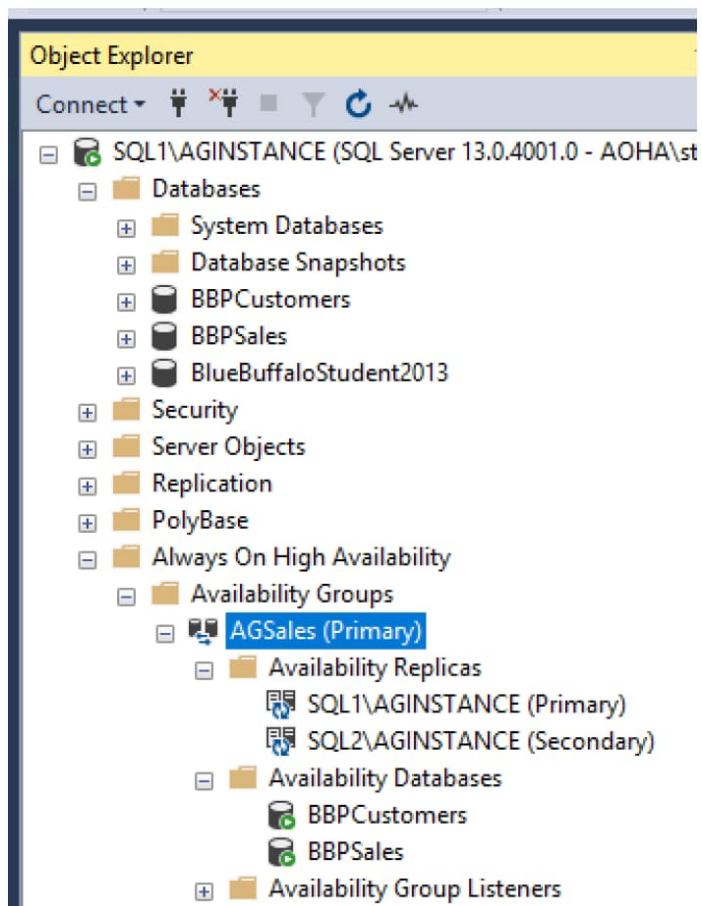 Object Explorer
Connect
SQL1\AGINSTANCE (SQL Server 13.0.4001.0 - AOHA\st
Databases
System Databases
Database Snapshots
BBPCustomers
BBPSales
BlueBuffaloStudent2013
Security
Server Objects
Replication
PolyBase
Always On High Availability
Availability Groups
AGSales (Primary)
Availability Replicas
SQL1\AGINSTANCE (Primary)
SQL2\AGINSTANCE (Secondary)
Availability Databases
BBPCustomers
BBPSales
Availability Group Listeners